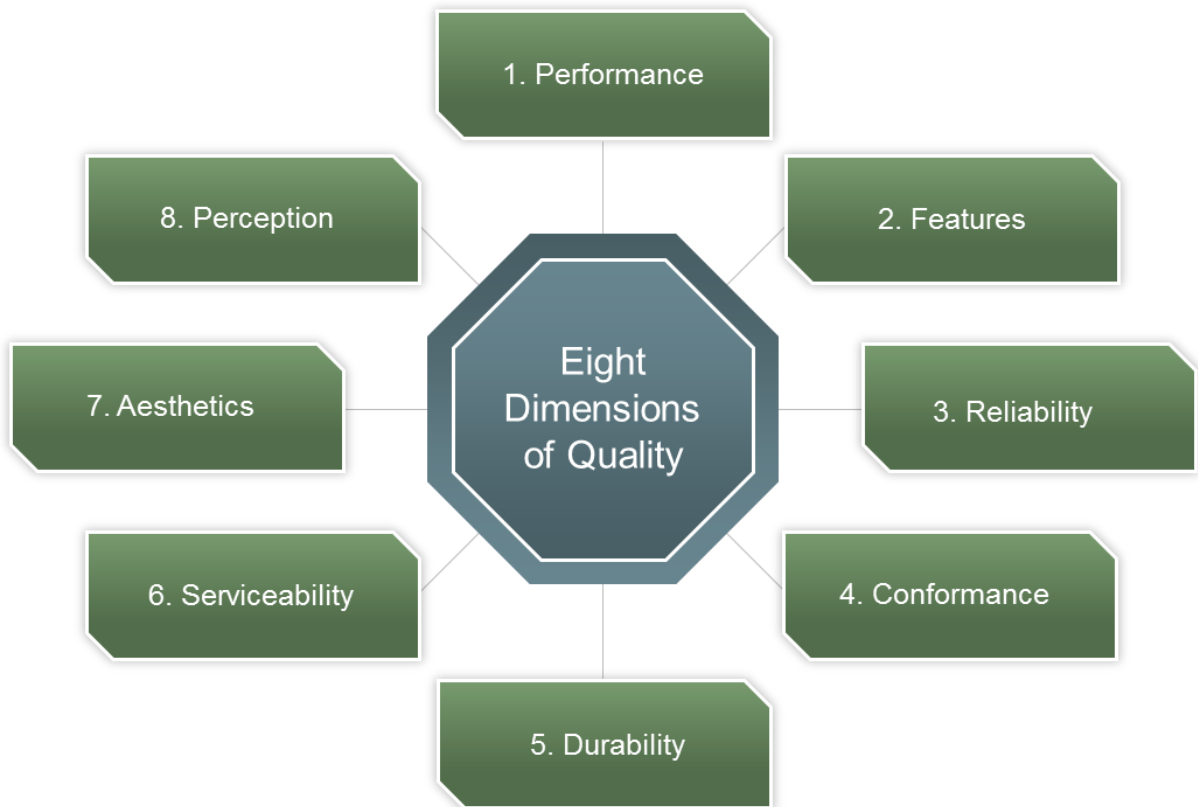 1. Performance
8. Perception
2. Features
Eight
Dimensions
of Quality
7. Aesthetics
3. Reliability
6. Serviceability
4. Conformance
5. Durability